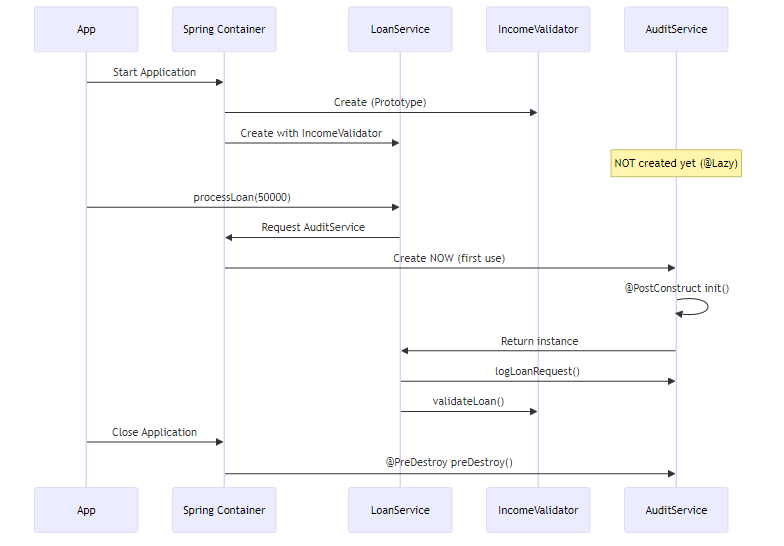 App
Spring Container
LoanService
IncomeValidator
AuditService
Start Application
Create (Prototype)
Create with IncomeValidator
NOT created yet (@Lazy)
processLoan(50000)
Request AuditService
Create NOW (first use)
@PostConstruct init()
Return instance
logLoanRequest()
validateLoan()
Close Application
@PreDestroy preDestroy()
App
Spring Container
LoanService
IncomeValidator
AuditService